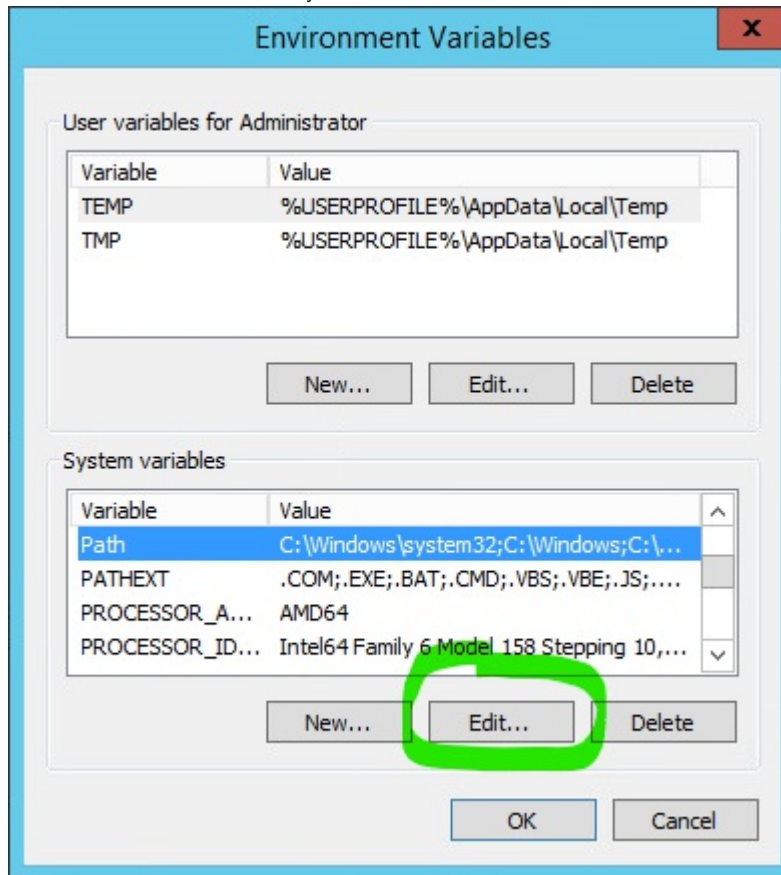 Environment Variables
x
User variables for Administrator
Variable Value
TEMP %USERPROFILE%\AppData\Local\Temp
TMP %USERPROFILE%\AppData\Local\Temp
New... Edit... Delete
System variables
Variable Value
Path C:\Windows\system32;C:\Windows;C:\...
PATHEXT .COM;.EXE;.BAT;.CMD;.VBS;.VBE;.JS;....
PROCESSOR_A... AMD64
PROCESSOR_ID... Intel64 Family 6 Model 158 Stepping 10,...
New... Edit... Delete
OK Cancel